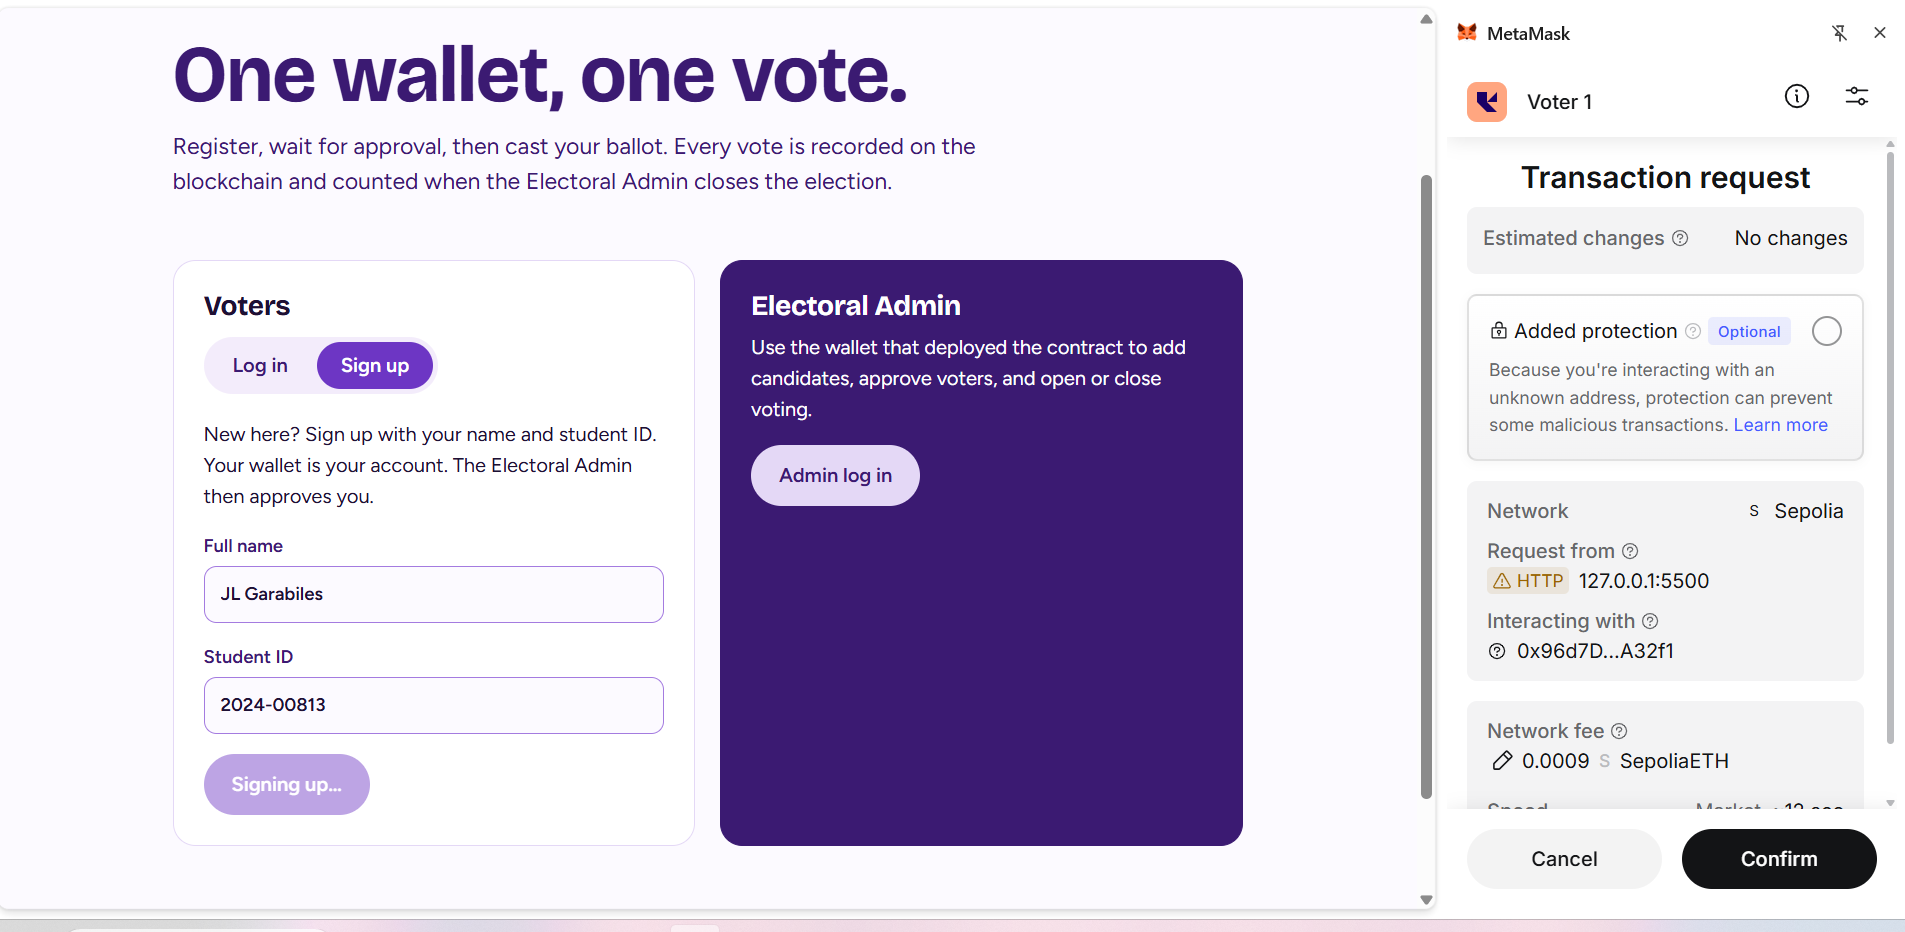 One wallet, one vote.
Register, wait for approval, then cast your ballot. Every vote is recorded on the
blockchain and counted when the Electoral Admin closes the election.
Voters
Log in
Sign up
New here? Sign up with your name and student ID.
Your wallet is your account. The Electoral Admin
then approves you.
Full name
JL Garabiles
Student ID
2024-00813
Signing up...
Electoral Admin
Use the wallet that deployed the contract to add
candidates, approve voters, and open or close
voting.
Admin log in
MetaMask
Voter 1
Transaction request
Estimated changes No changes
Added protection Optional
Because you're interacting with an
unknown address, protection can prevent
some malicious transactions. Learn more
Network S Sepolia
Request from
HTTP 127.0.0.1:5500
Interacting with
0x96d7D...A32f1
Network fee
0.0009 S SepoliaETH
Speed Market ~12 sec
Cancel
Confirm